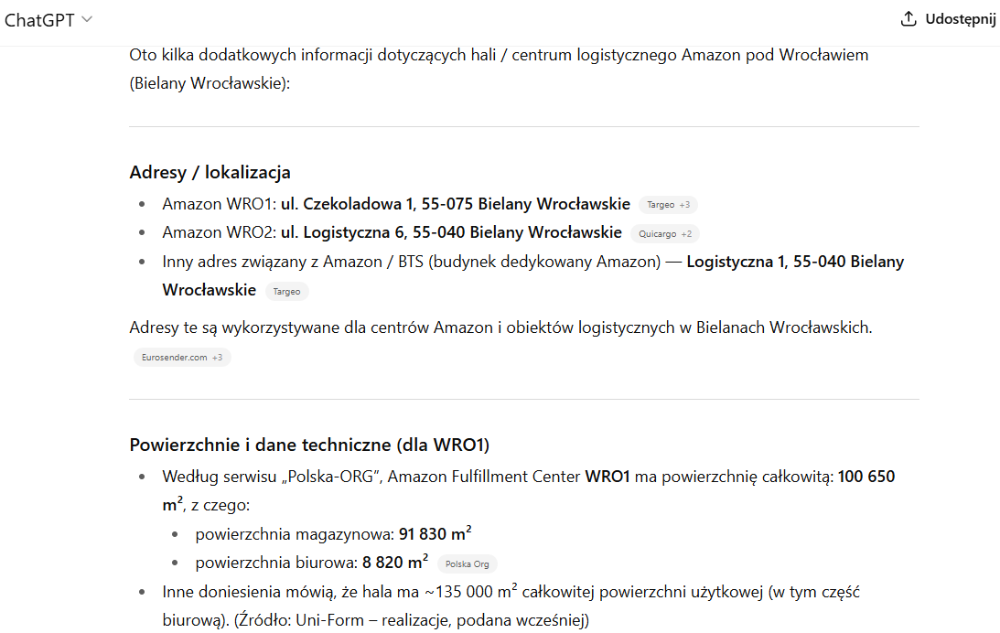 ChatGPT
Udostępnij
Oto kilka dodatkowych informacji dotyczących hali / centrum logistycznego Amazon pod Wrocławiem
(Bielany Wrocławskie):
Adresy / lokalizacja
• Amazon WRO1: ul. Czekoladowa 1, 55-075 Bielany Wrocławskie Targeo +3
• Amazon WRO2: ul. Logistyczna 6, 55-040 Bielany Wrocławskie Quicargo +2
• Inny adres związany z Amazon / BTS (budynek dedykowany Amazon) — Logistyczna 1, 55-040 Bielany
Wrocławskie Targeo
Adresy te są wykorzystywane dla centrów Amazon i obiektów logistycznych w Bielanach Wrocławskich.
Eurosender.com +3
Powierzchnie i dane techniczne (dla WRO1)
• Według serwisu „Polska-ORG”, Amazon Fulfillment Center WRO1 ma powierzchnię całkowitą: 100 650
m², z czego:
• powierzchnia magazynowa: 91 830 m²
• powierzchnia biurowa: 8 820 m² Polska Org
• Inne doniesienia mówią, że hala ma ~135 000 m² całkowitej powierzchni użytkowej (w tym część
biurową). (Źródło: Uni-Form – realizacje, podana wcześniej)